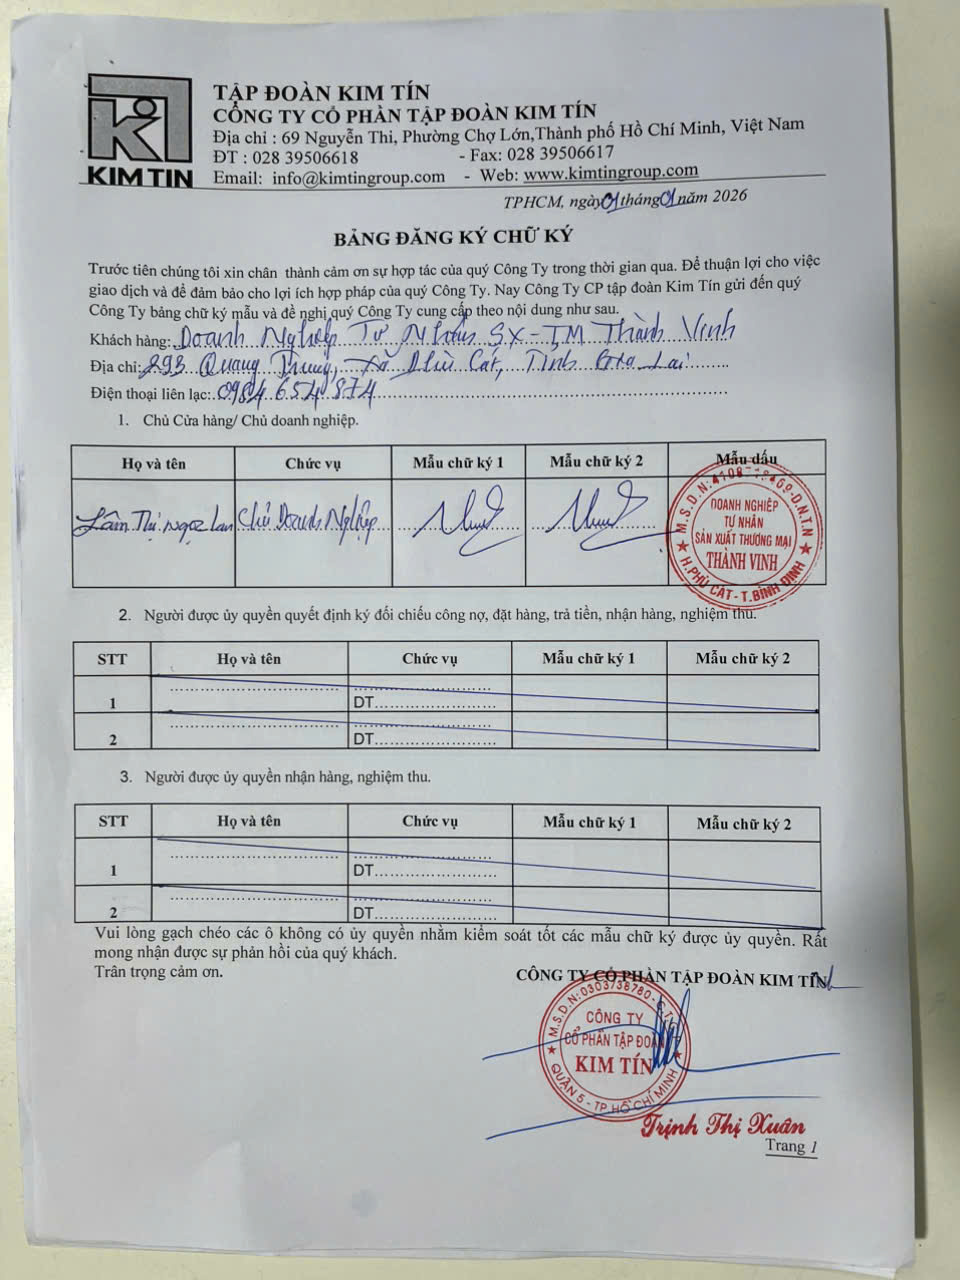 KIM TIN
TẬP ĐOÀN KIM TÍN
CÔNG TY CỔ PHẦN TẬP ĐOÀN KIM TÍN
Địa chỉ : 69 Nguyễn Thi, Phường Chợ Lớn,Thành phố Hồ Chí Minh, Việt Nam
ĐT : 028 39506618 - Fax: 028 39506617
Email: info@kimtingroup.com - Web: www.kimtingroup.com
TPHCM, ngày 01 tháng 01 năm 2026
BẢNG ĐĂNG KÝ CHỮ KÝ
Trước tiên chúng tôi xin chân thành cảm ơn sự hợp tác của quý Công Ty trong thời gian qua. Để thuận lợi cho việc
giao dịch và để đảm bảo cho lợi ích hợp pháp của quý Công Ty. Nay Công Ty CP tập đoàn Kim Tín gửi đến quý
Công Ty bảng chữ ký mẫu và đề nghị quý Công Ty cung cấp theo nội dung như sau.
Khách hàng: Doanh Nghiệp Tư Nhân SX-TM Thành Vinh
Địa chỉ: 293 Quang Trung, Xã Phù Cát, Tỉnh Gia Lai
Điện thoại liên lạc: 0984 654 874
1. Chủ Cửa hàng/ Chủ doanh nghiệp.
Họ và tên Chức vụ Mẫu chữ ký 1 Mẫu chữ ký 2 Mẫu dấu
Lâm Thị Ngọc Lan Chủ Doanh Nghiệp
DOANH NGHIỆP
TƯ NHÂN
SẢN XUẤT THƯƠNG MẠI
THÀNH VINH
H.PHÙ CÁT - T.BÌNH ĐỊNH
2. Người được ủy quyền quyết định ký đối chiếu công nợ, đặt hàng, trả tiền, nhận hàng, nghiệm thu.
STT Họ và tên Chức vụ Mẫu chữ ký 1 Mẫu chữ ký 2
1 DT
2 DT
3. Người được ủy quyền nhận hàng, nghiệm thu.
STT Họ và tên Chức vụ Mẫu chữ ký 1 Mẫu chữ ký 2
1 DT
2 DT
Vui lòng gạch chéo các ô không có ủy quyền nhằm kiểm soát tốt các mẫu chữ ký được ủy quyền. Rất
mong nhận được sự phản hồi của quý khách.
Trân trọng cảm ơn.
CÔNG TY CỔ PHẦN TẬP ĐOÀN KIM TÍN
M.S.D.N:0303738780
CÔNG TY
CỔ PHẦN TẬP ĐOÀN
KIM TÍN
QUẬN 5 - TP HỒ CHÍ MINH
Trịnh Thị Xuân
Trang 1